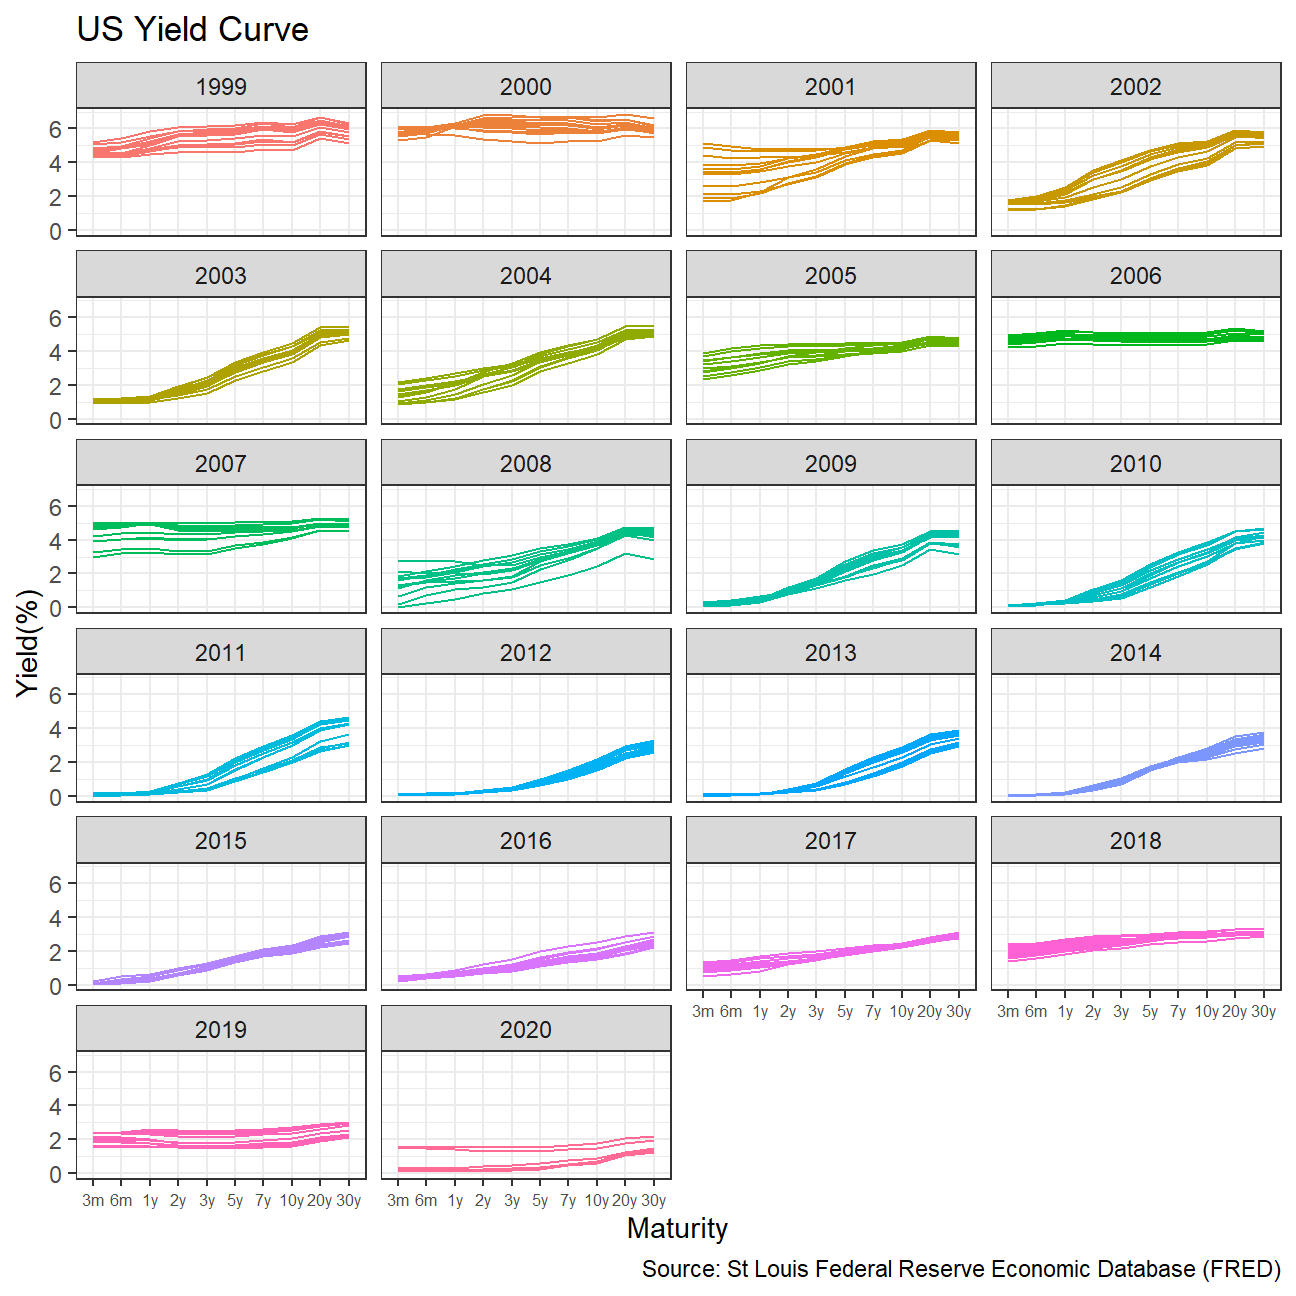 US Yield Curve
1999 2000 2001 2002
6
4
2
0
2003 2004 2005 2006
6
4
2
0
2007 2008 2009 2010
6
4
2
0
Yield(%)
2011 2012 2013 2014
6
4
2
0
2015 2016 2017 2018
6
4
2
0
3m 6m 1y 2y 3y 5y 7y 10y 20y 30y 3m 6m 1y 2y 3y 5y 7y 10y 20y 30y
2019 2020
6
4
2
0
3m 6m 1y 2y 3y 5y 7y 10y 20y 30y 3m 6m 1y 2y 3y 5y 7y 10y 20y 30y
Maturity
Source: St Louis Federal Reserve Economic Database (FRED)